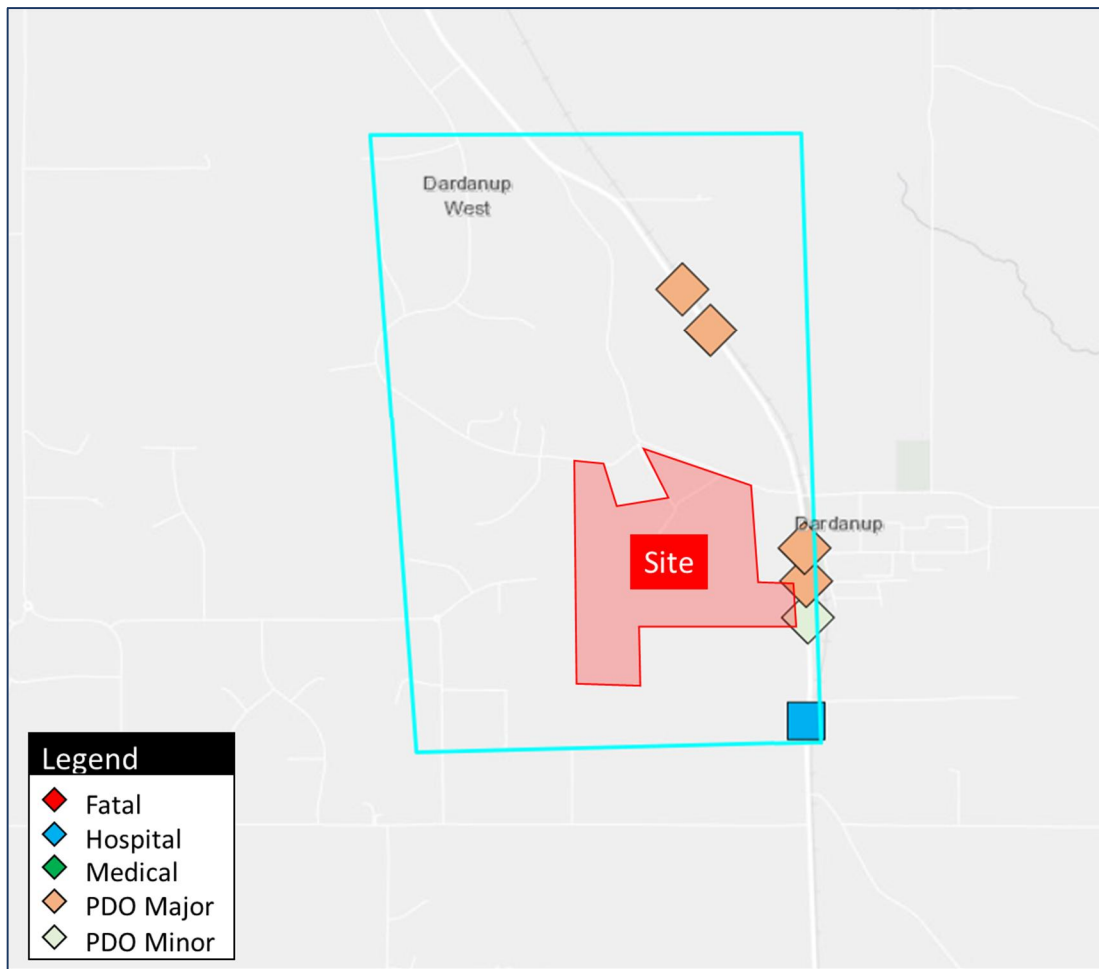 Dardanup
West
Dardanup
Site
Legend
Fatal
Hospital
Medical
PDO Major
PDO Minor